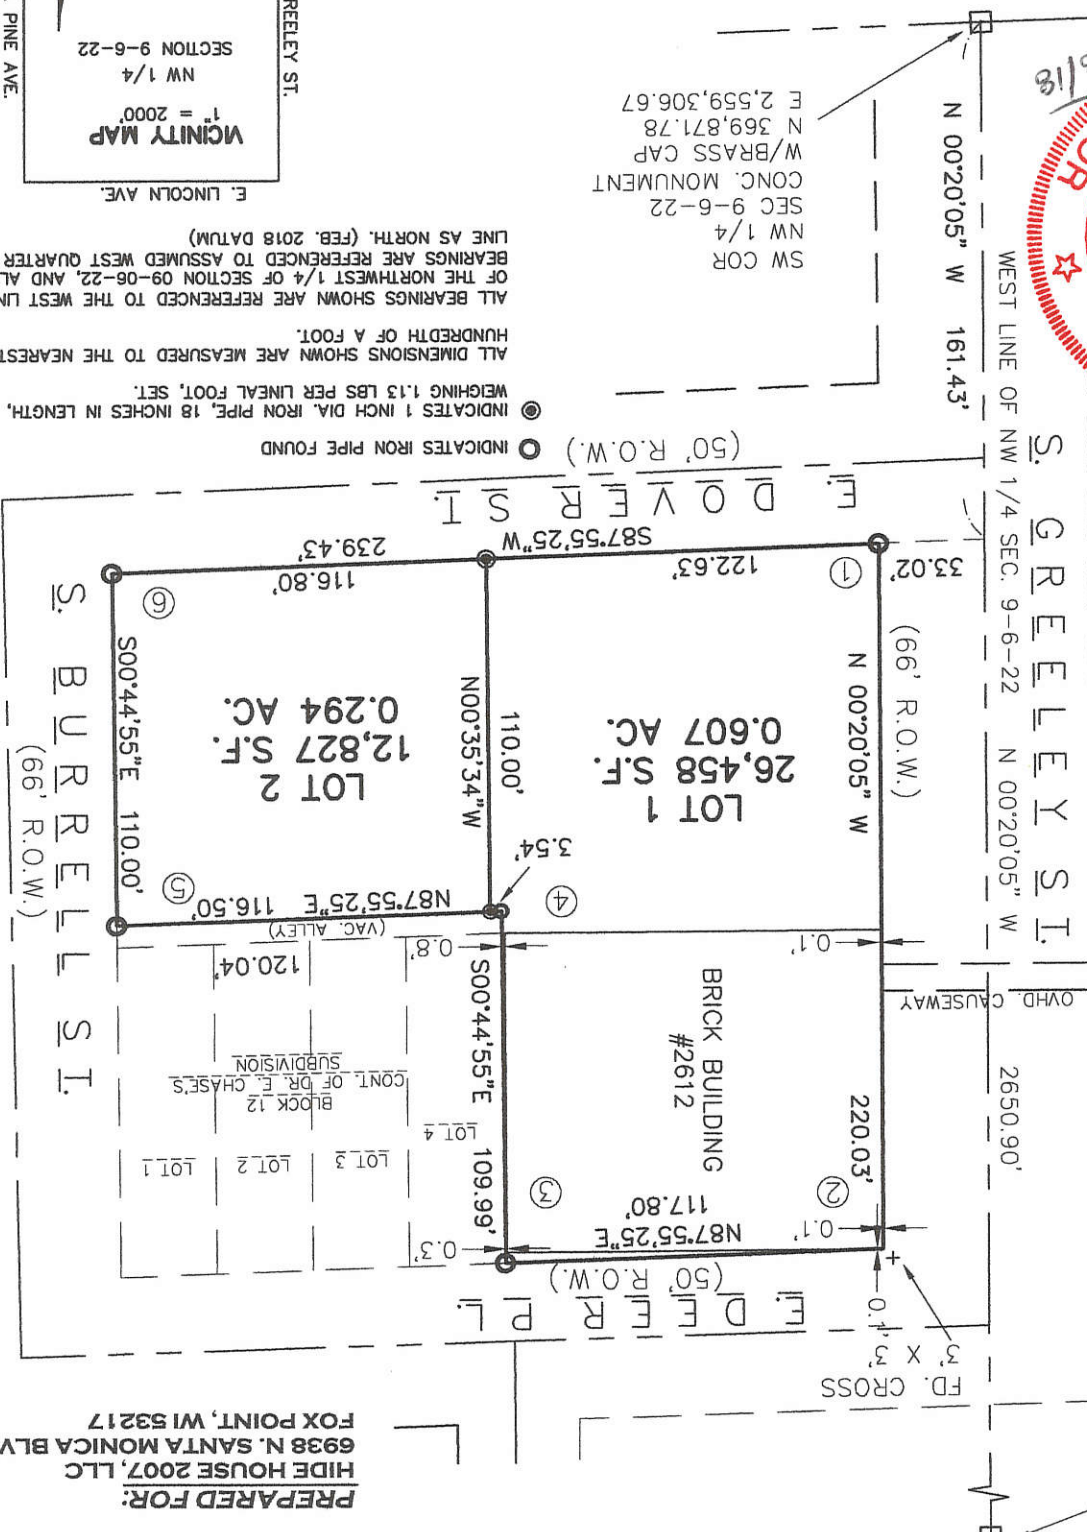 PREPARED FOR:
HIDE HOUSE 2007, LLC
6938 N. SANTA MONICA BLV
FOX POINT, WI 53217
FD. CROSS
3' X 3'
0.1'
E. DEDER PL.
(50' R.O.W.)
N87°55'25"E
117.80'
0.1'
0.3'
2
3
220.03'
BRICK BUILDING
#2612
S00°44'55"E 109.99'
LOT 4
LOT 3
LOT 2
LOT 1
BLOCK 12
CONT. OF DR. E. CHASE'S
SUBDIVISION
120.04'
(VAC. ALLEY)
0.8'
0.1'
2650.90'
OVHD. CAUSEWAY
S. GREELEY ST.
(66' R.O.W.)
WEST LINE OF NW 1/4 SEC. 9-6-22 N 00°20'05" W
N 00°20'05" W
N87°55'25"E 116.50'
4
5
3.54'
LOT 1
26,458 S.F.
0.607 AC.
110.00'
N00°35'34"W
LOT 2
12,827 S.F.
0.294 AC.
S00°44'55"E 110.00'
S. BURRELL ST.
(66' R.O.W.)
1
6
33.02'
122.63'
116.80'
S87°55'25"W
239.43'
E. DOVER ST.
(50' R.O.W.)
INDICATES IRON PIPE FOUND
INDICATES 1 INCH DIA. IRON PIPE, 18 INCHES IN LENGTH,
WEIGHING 1.13 LBS PER LINEAL FOOT, SET.
ALL DIMENSIONS SHOWN ARE MEASURED TO THE NEAREST
HUNDREDTH OF A FOOT.
ALL BEARINGS SHOWN ARE REFERENCED TO THE WEST LIN
OF THE NORTHWEST 1/4 OF SECTION 09-06-22, AND AL
BEARINGS ARE REFERENCED TO ASSUMED WEST QUARTER
LINE AS NORTH. (FEB. 2018 DATUM)
N 00°20'05" W 161.43'
SW COR
NW 1/4
SEC 9-6-22
CONC. MONUMENT
W/BRASS CAP
N 369,871.78
E 2,559,306.67
E. LINCOLN AVE.
VICINITY MAP
1" = 2000'
NW 1/4
SECTION 9-6-22
REELEY ST.
PINE AVE.
OR